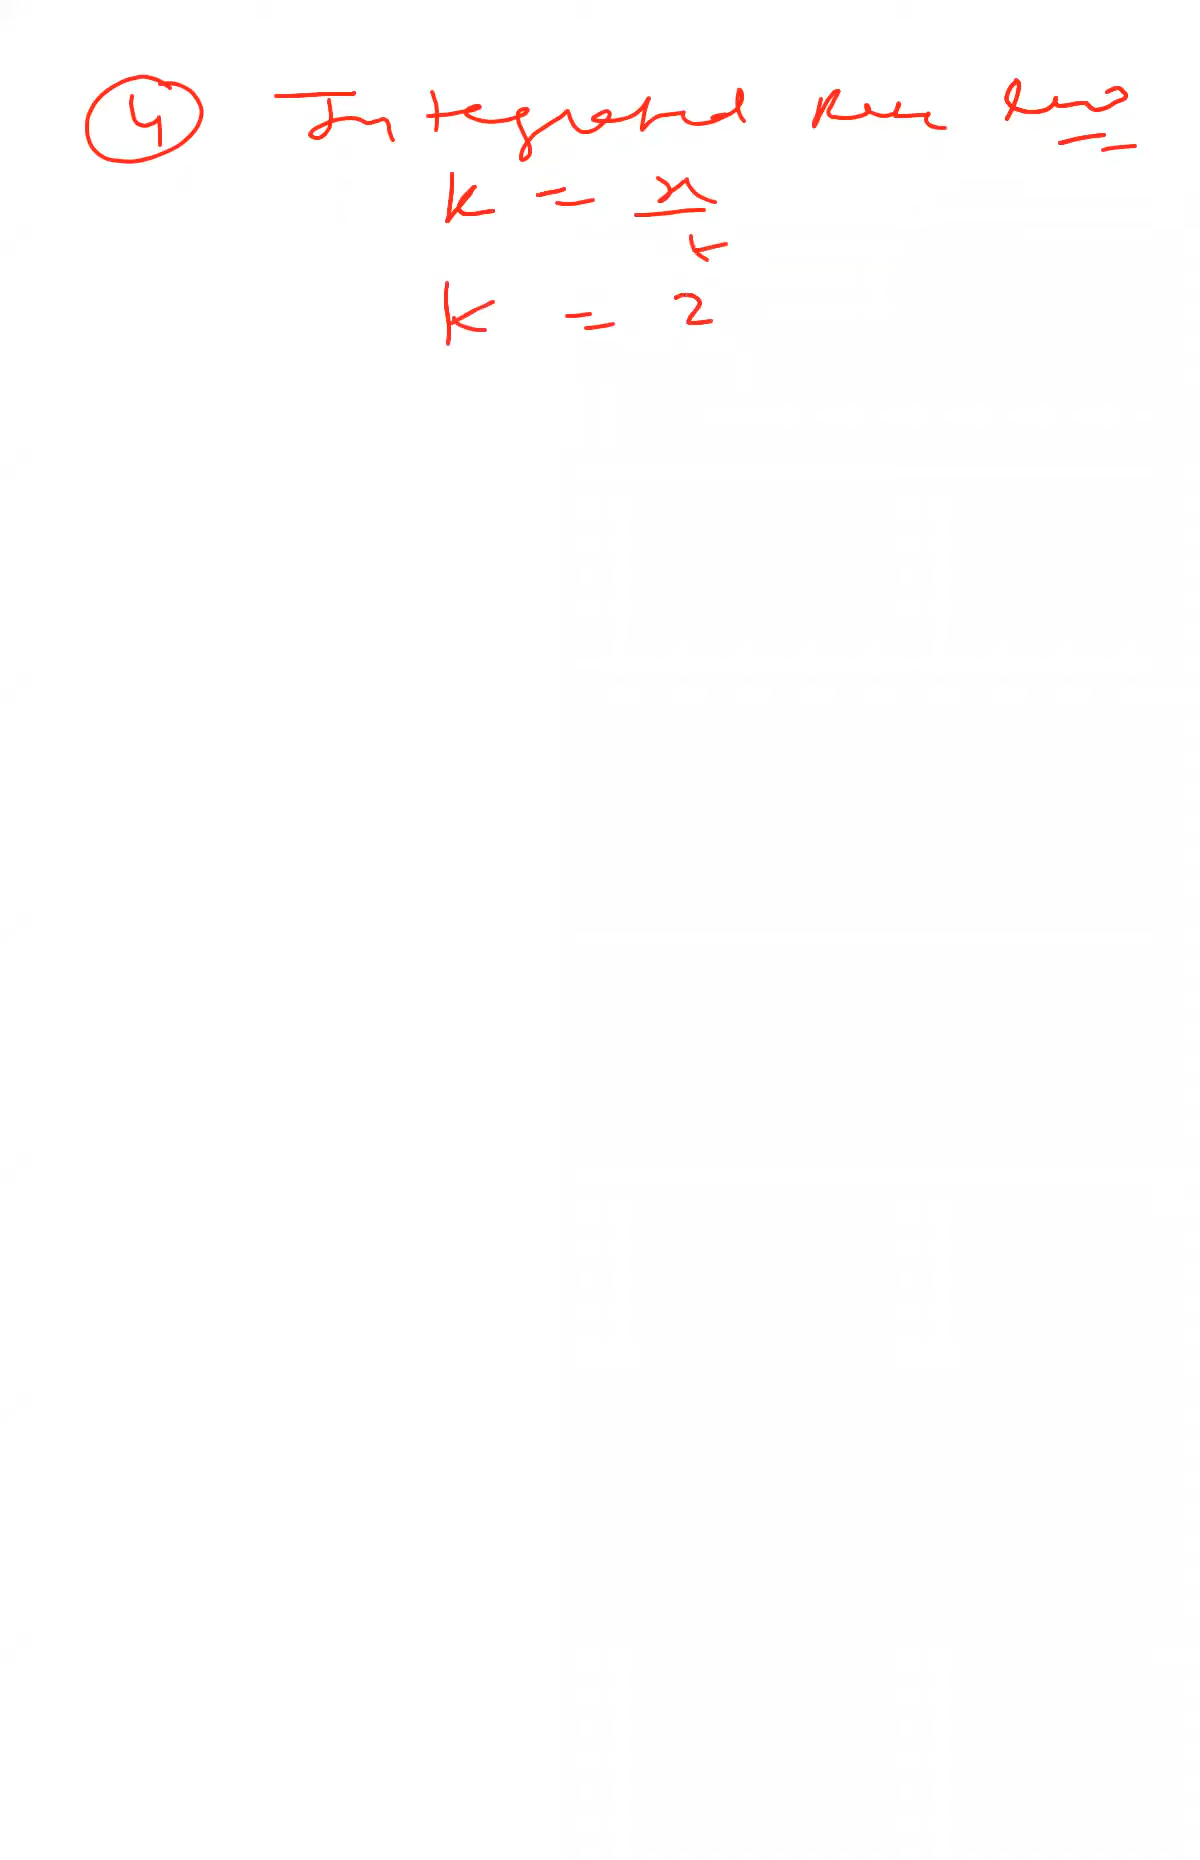 ④ Integrated Rate law
k = x
t
k = 2